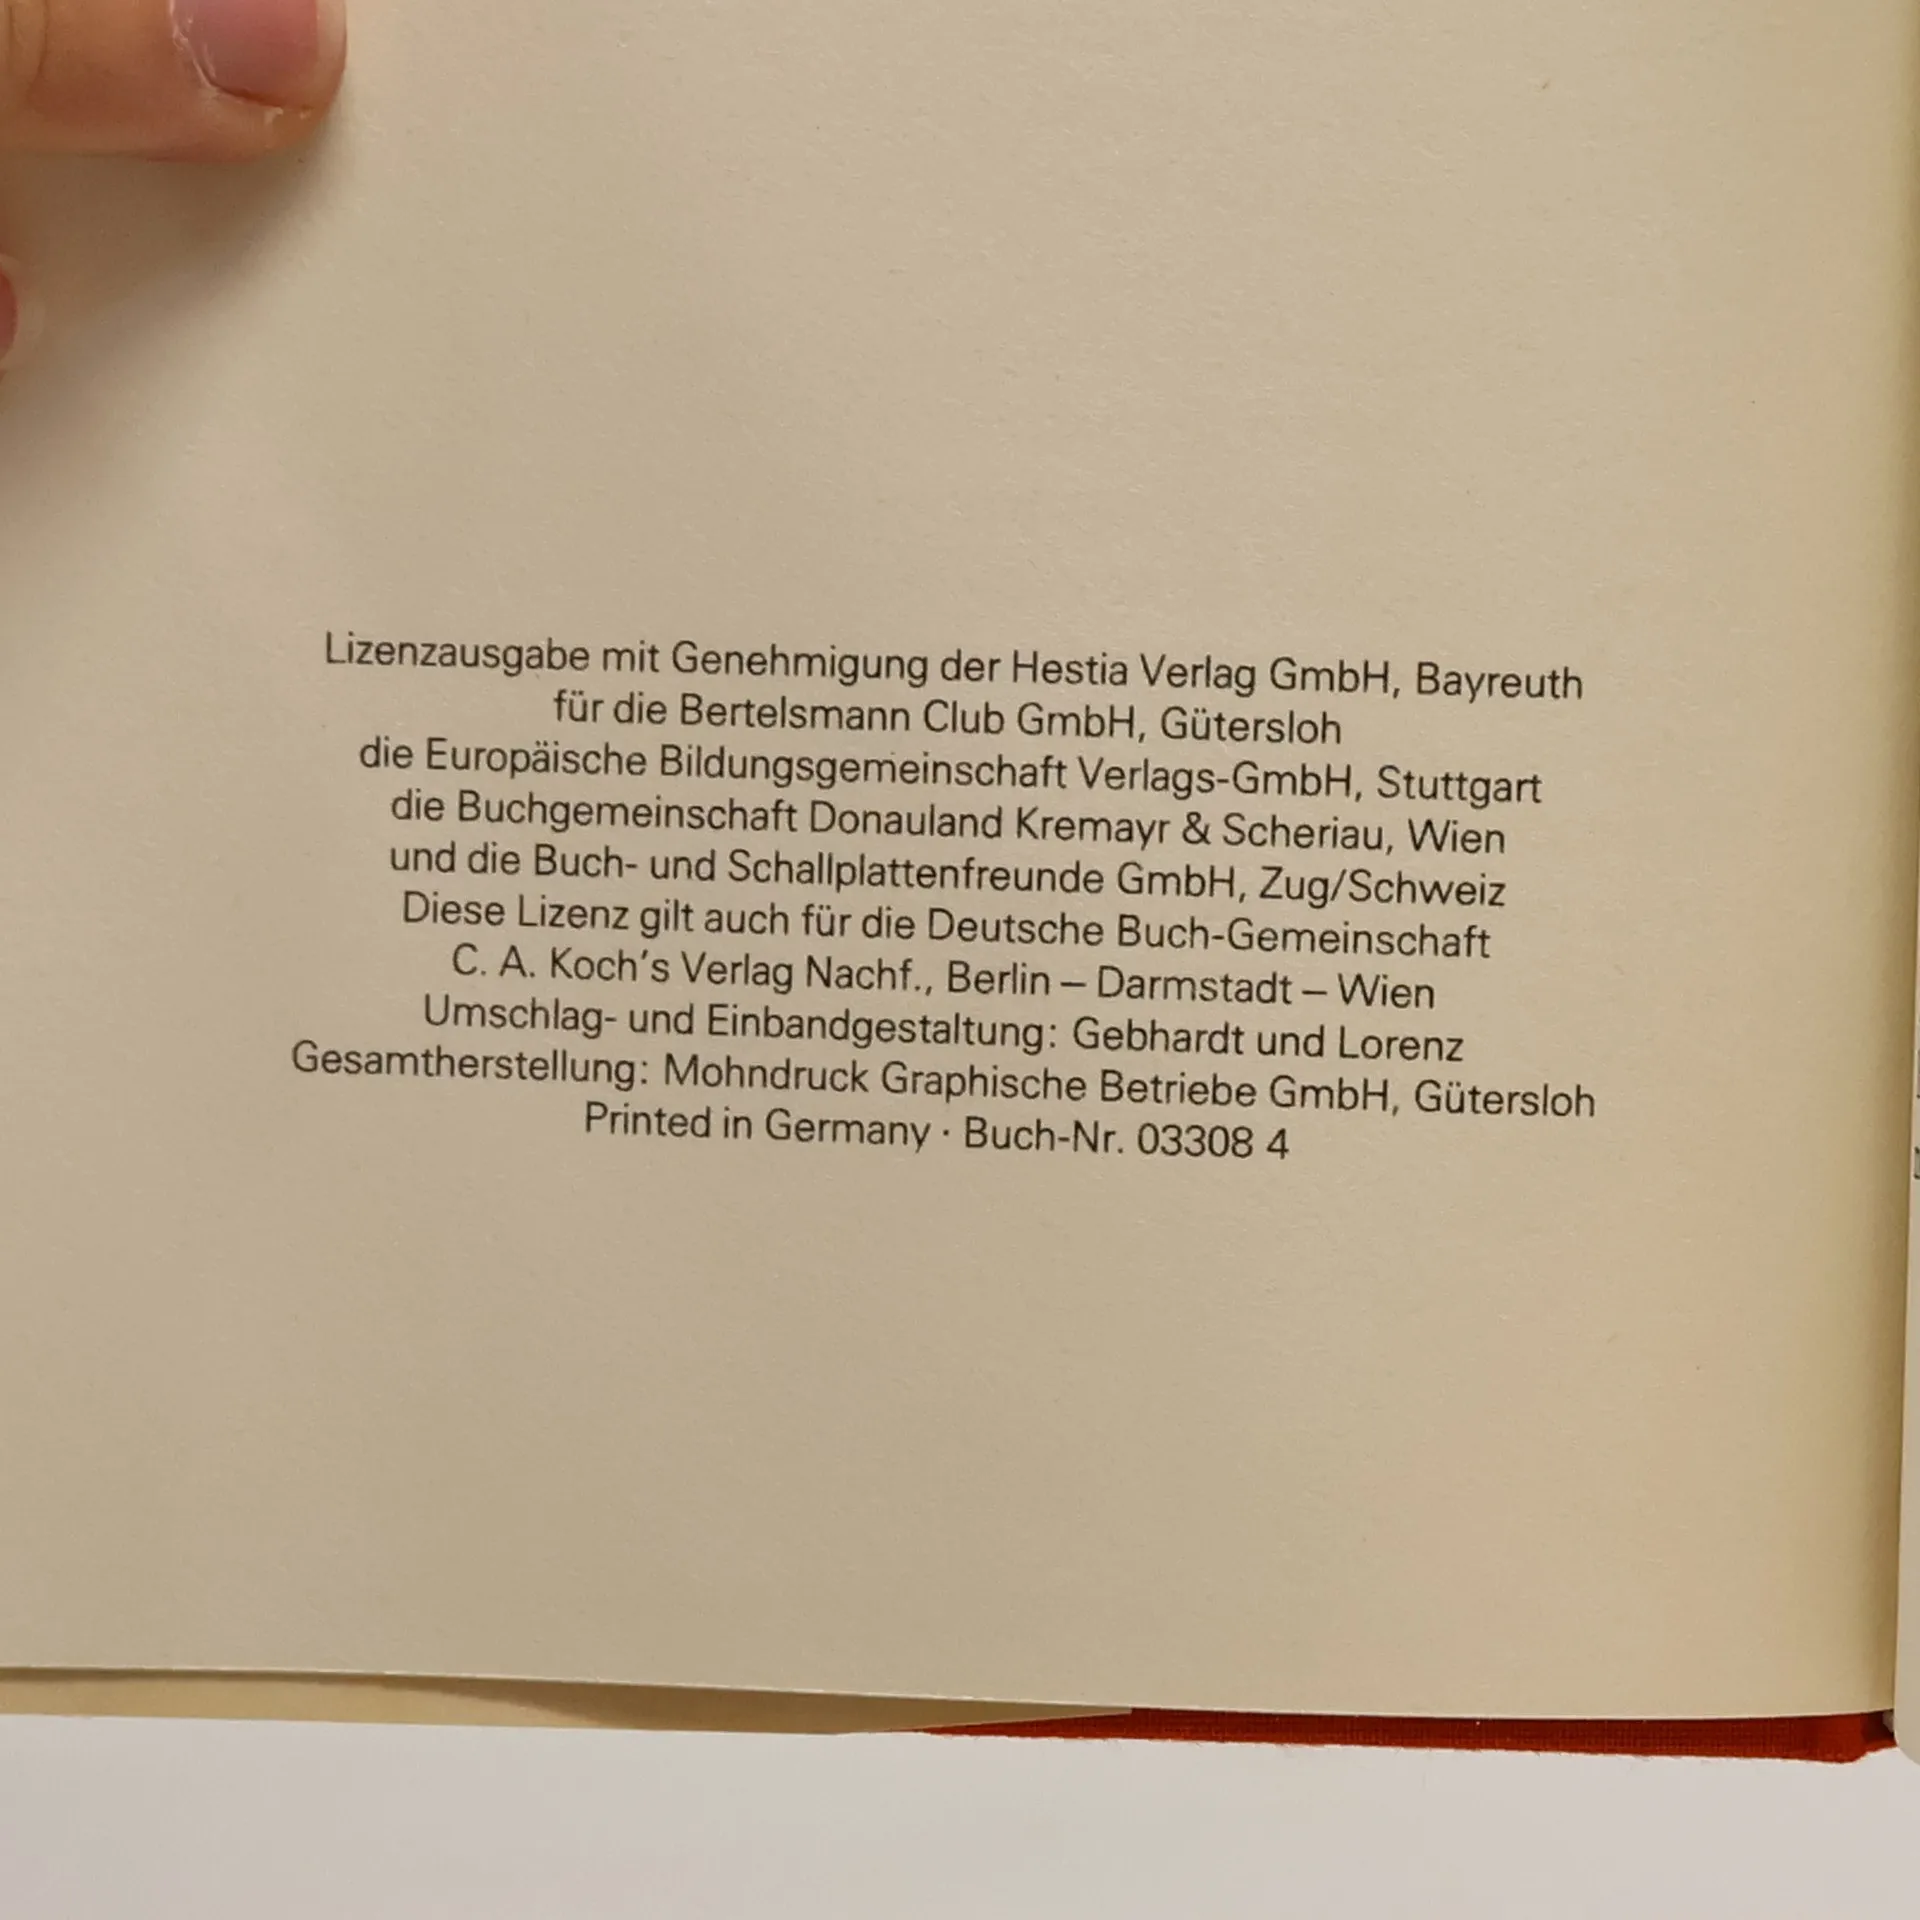 Lizenzausgabe mit Genehmigung der Hestia Verlag GmbH, Bayreuth
für die Bertelsmann Club GmbH, Gütersloh
die Europäische Bildungsgemeinschaft Verlags-GmbH, Stuttgart
die Buchgemeinschaft Donauland Kremayr & Scheriau, Wien
und die Buch- und Schallplattenfreunde GmbH, Zug/Schweiz
Diese Lizenz gilt auch für die Deutsche Buch-Gemeinschaft
C. A. Koch's Verlag Nachf., Berlin – Darmstadt – Wien
Umschlag- und Einbandgestaltung: Gebhardt und Lorenz
Gesamtherstellung: Mohndruck Graphische Betriebe GmbH, Gütersloh
Printed in Germany · Buch-Nr. 03308 4